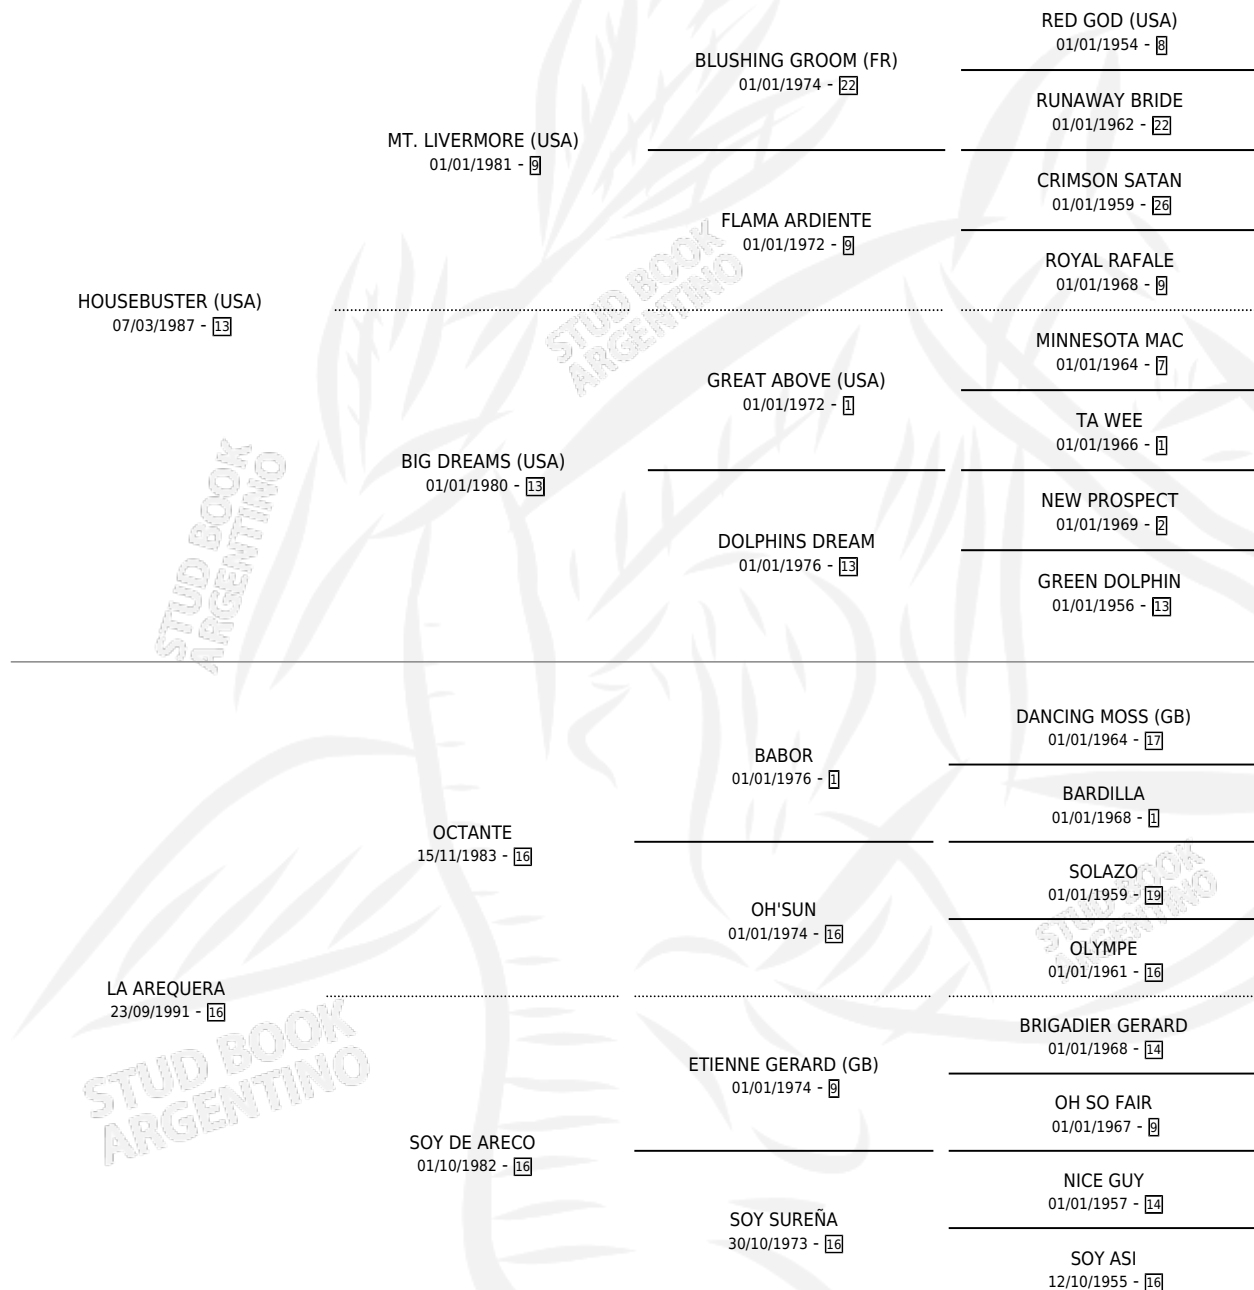 RED GOD (USA)
01/01/1954 - 8
BLUSHING GROOM (FR)
01/01/1974 - 22
RUNAWAY BRIDE
01/01/1962 - 22
MT. LIVERMORE (USA)
01/01/1981 - 9
CRIMSON SATAN
01/01/1959 - 26
FLAMA ARDIENTE
01/01/1972 - 9
ROYAL RAFALE
01/01/1968 - 9
HOUSEBUSTER (USA)
07/03/1987 - 13
MINNESOTA MAC
01/01/1964 - 7
GREAT ABOVE (USA)
01/01/1972 - 1
TA WEE
01/01/1966 - 1
BIG DREAMS (USA)
01/01/1980 - 13
NEW PROSPECT
01/01/1969 - 2
DOLPHINS DREAM
01/01/1976 - 13
GREEN DOLPHIN
01/01/1956 - 13
STUD BOOK
ARGENTINO
STUD BOOK
ARGENTINO
DANCING MOSS (GB)
01/01/1964 - 17
BABOR
01/01/1976 - 1
BARDILLA
01/01/1968 - 1
OCTANTE
15/11/1983 - 16
SOLAZO
01/01/1959 - 19
OH'SUN
01/01/1974 - 16
OLYMPE
01/01/1961 - 16
LA AREQUERA
23/09/1991 - 16
BRIGADIER GERARD
01/01/1968 - 14
ETIENNE GERARD (GB)
01/01/1974 - 9
OH SO FAIR
01/01/1967 - 9
SOY DE ARECO
01/10/1982 - 16
NICE GUY
01/01/1957 - 14
SOY SUREÑA
30/10/1973 - 16
SOY ASI
12/10/1955 - 16
STUD BOOK
ARGENTINO
STUD BOOK
ARGENTINO